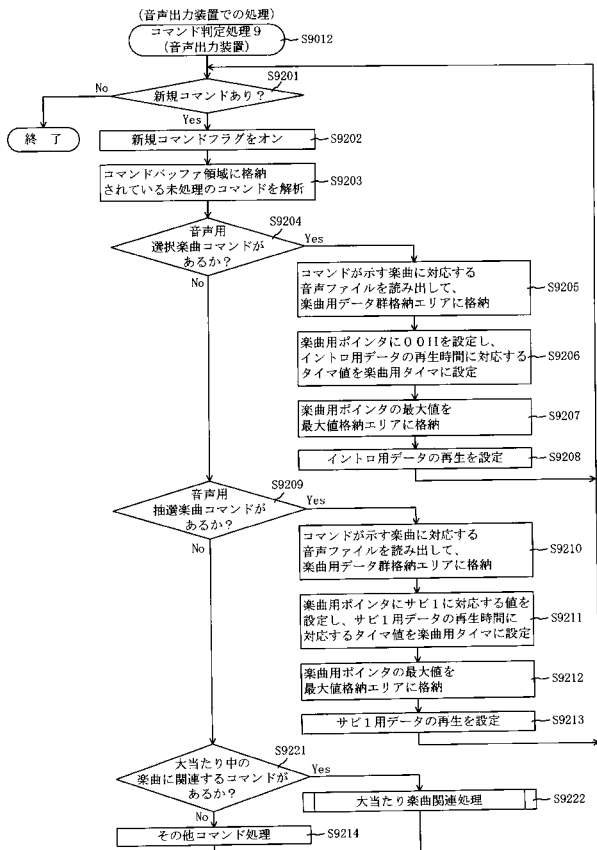 (音声出力装置での処理)
コマンド判定処理9
(音声出力装置)
S9012
S9201
No
新規コマンドあり?
終 了
Yes
新規コマンドフラグをオン
S9202
コマンドバッファ領域に格納
されている未処理のコマンドを解析
S9203
S9204
音声用
選択楽曲コマンドが
あるか?
Yes
No
コマンドが示す楽曲に対応する
音声ファイルを読み出して、
楽曲用データ群格納エリアに格納
S9205
楽曲用ポインタに00Hを設定し、
イントロ用データの再生時間に対応する
タイマ値を楽曲用タイマに設定
S9206
楽曲用ポインタの最大値を
最大値格納エリアに格納
S9207
イントロ用データの再生を設定
S9208
S9209
音声用
抽選楽曲コマンドが
あるか?
Yes
No
コマンドが示す楽曲に対応する
音声ファイルを読み出して、
楽曲用データ群格納エリアに格納
S9210
楽曲用ポインタにサビ1に対応する値を
設定し、サビ1用データの再生時間に
対応するタイマ値を楽曲用タイマに設定
S9211
楽曲用ポインタの最大値を
最大値格納エリアに格納
S9212
サビ1用データの再生を設定
S9213
S9221
大当たり中の
楽曲に関連するコマンドが
あるか?
Yes
大当たり楽曲関連処理
S9222
No
その他コマンド処理
S9214